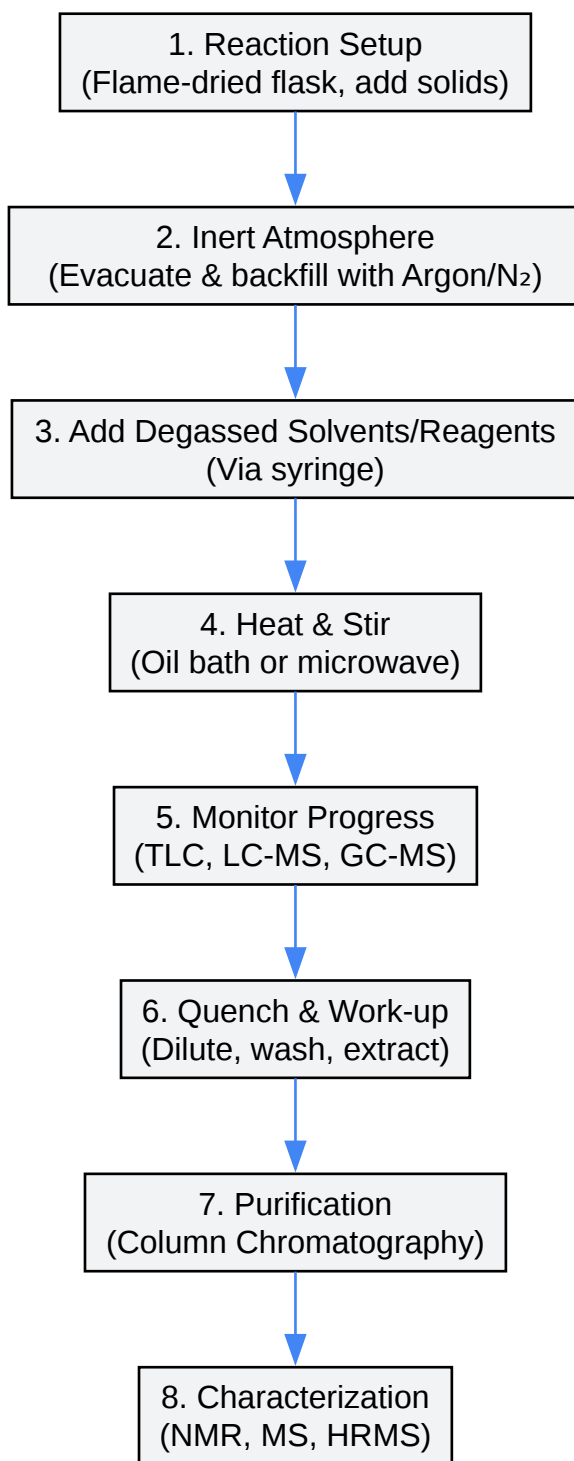 1. Reaction Setup
(Flame-dried flask, add solids)
2. Inert Atmosphere
(Evacuate & backfill with Argon/N₂)
3. Add Degassed Solvents/Reagents
(Via syringe)
4. Heat & Stir
(Oil bath or microwave)
5. Monitor Progress
(TLC, LC-MS, GC-MS)
6. Quench & Work-up
(Dilute, wash, extract)
7. Purification
(Column Chromatography)
8. Characterization
(NMR, MS, HRMS)